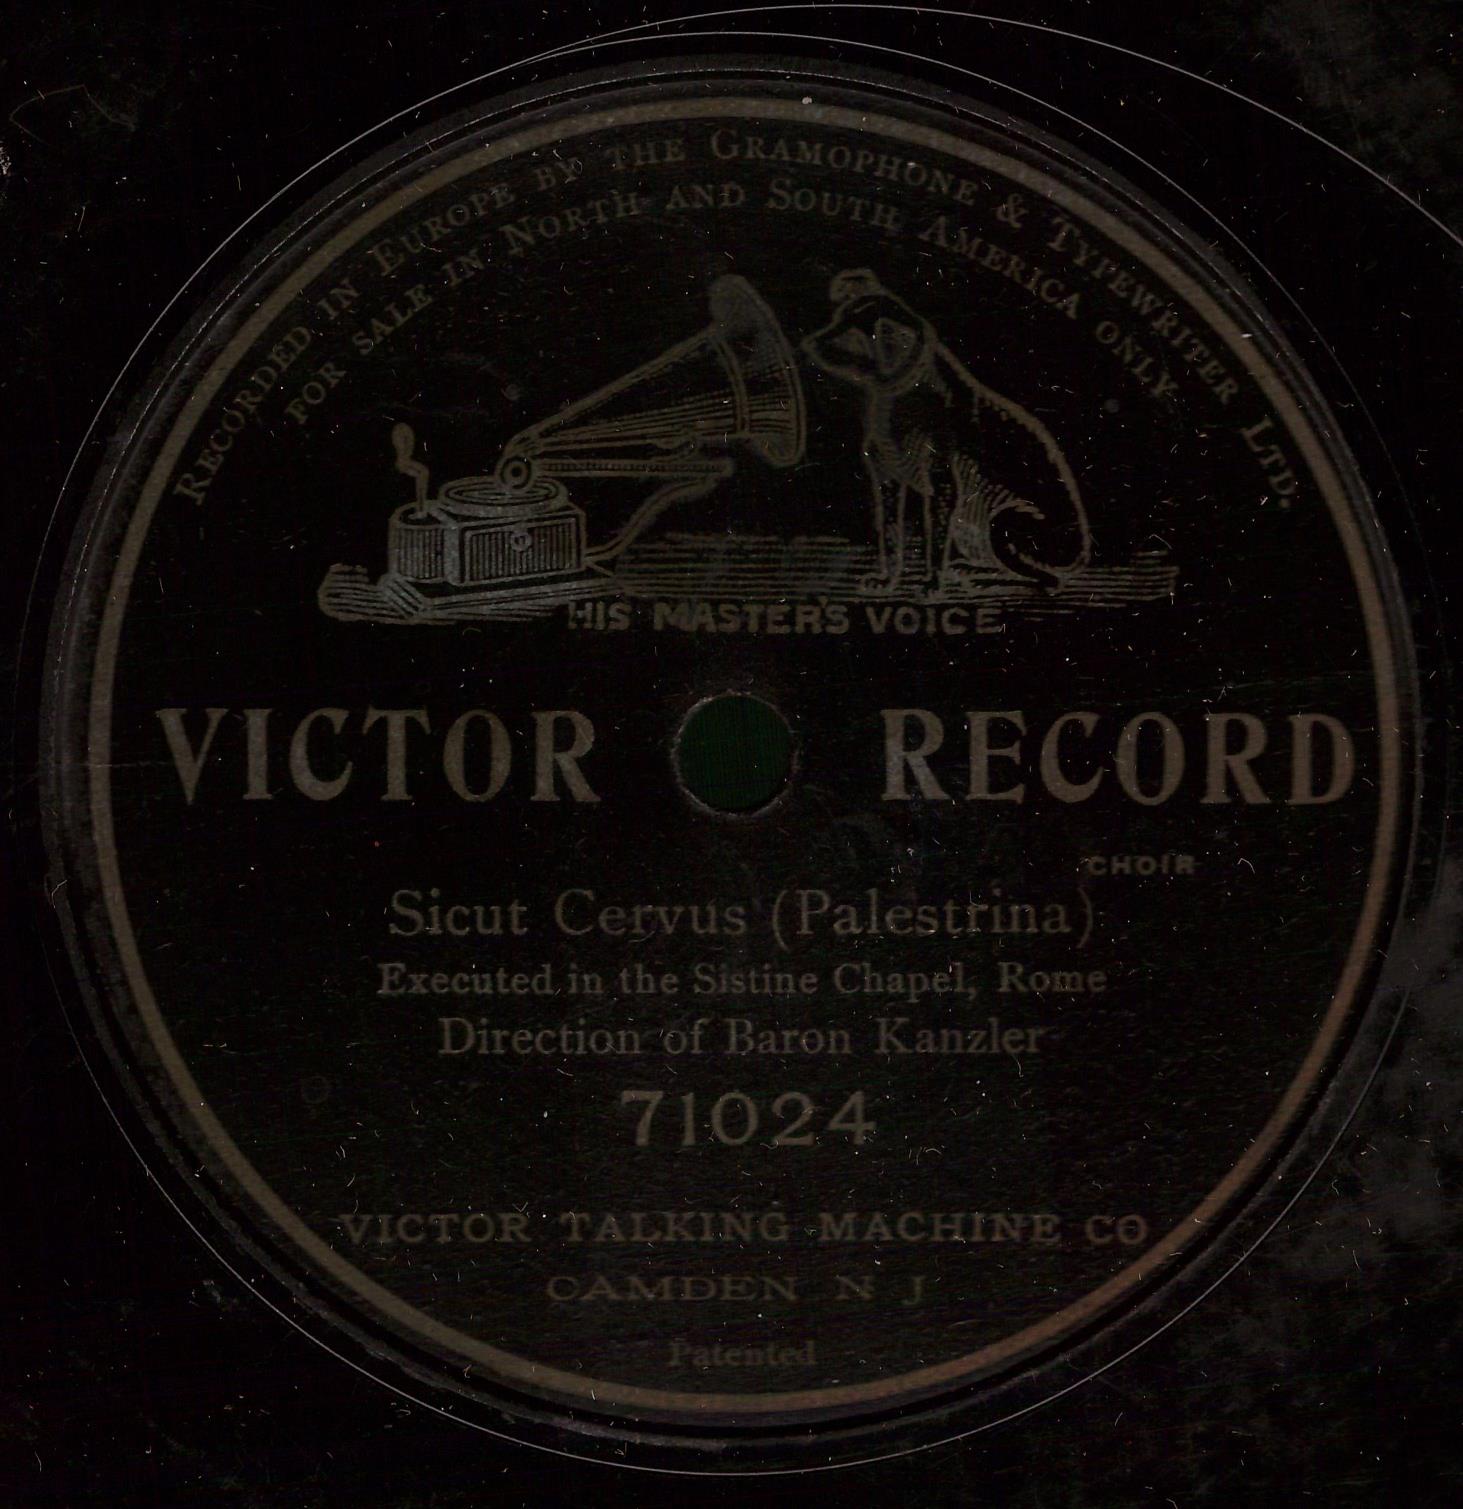 RECORDED IN EUROPE BY THE GRAMOPHONE & TYPEWRITER LTD.
FOR SALE IN NORTH AND SOUTH AMERICA ONLY
HIS MASTER'S VOICE
VICTOR RECORD
CHOIR
Sicut Cervus (Palestrina)
Executed in the Sistine Chapel, Rome
Direction of Baron Kanzler
71024
VICTOR TALKING MACHINE CO
CAMDEN N J
Patented